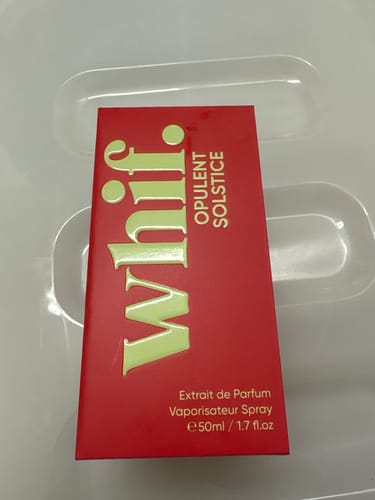 whif.
OPULENT
SOLSTICE
Extrait de Parfum
Vaporisateur Spray
℮50ml / 1.7 fl.oz